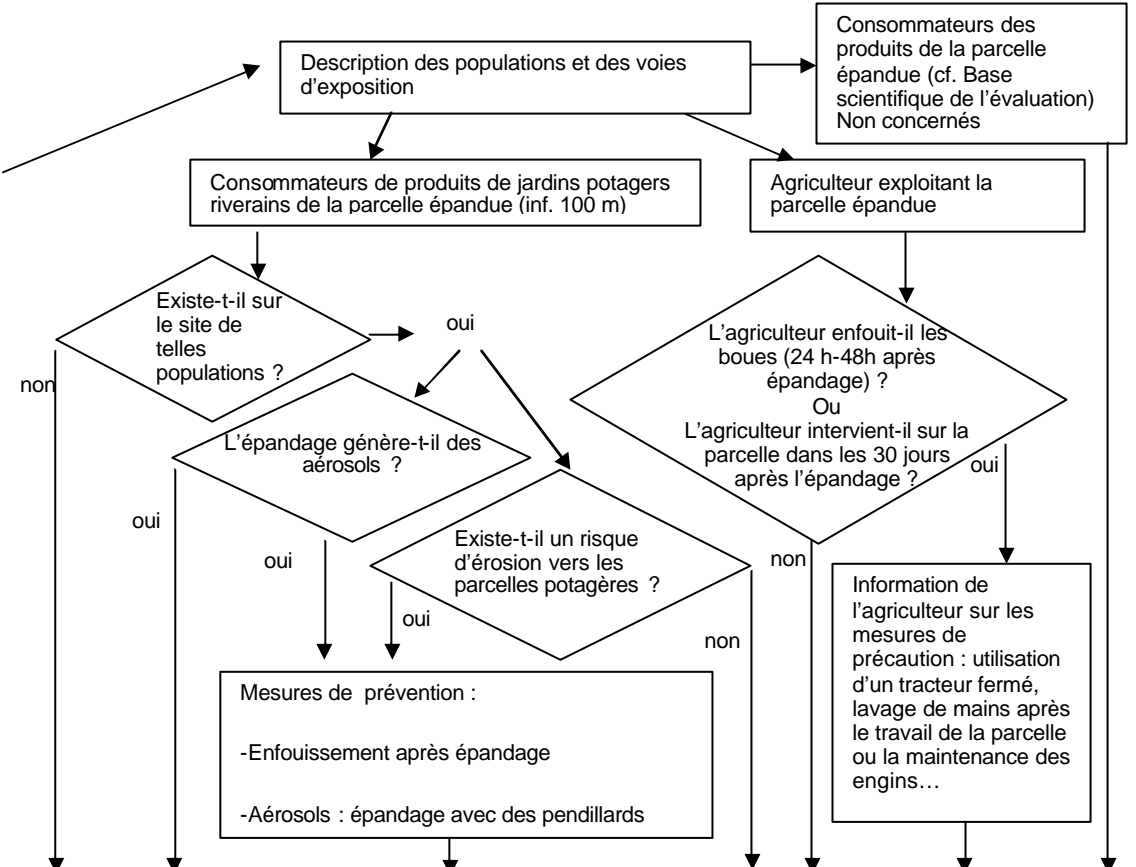 Consommateurs des
produits de la parcelle
épandue (cf. Base
scientifique de l'évaluation)
Non concernés
Description des populations et des voies
d'exposition
Consommateurs de produits de jardins potagers
riverains de la parcelle épandue (inf. 100 m)
Agriculteur exploitant la
parcelle épandue
Existe-t-il sur
le site de
telles
populations ?
oui
non
L'agriculteur enfouit-il les
boues (24 h-48h après
épandage) ?
Ou
L'agriculteur intervient-il sur la
parcelle dans les 30 jours
après l'épandage ?
oui
non
L'épandage génère-t-il des
aérosols ?
oui
oui
Existe-t-il un risque
d'érosion vers les
parcelles potagères ?
oui
non
Information de
l'agriculteur sur les
mesures de
précaution : utilisation
d'un tracteur fermé,
lavage de mains après
le travail de la parcelle
ou la maintenance des
engins…
Mesures de prévention :
-Enfouissement après épandage
-Aérosols : épandage avec des pendillards